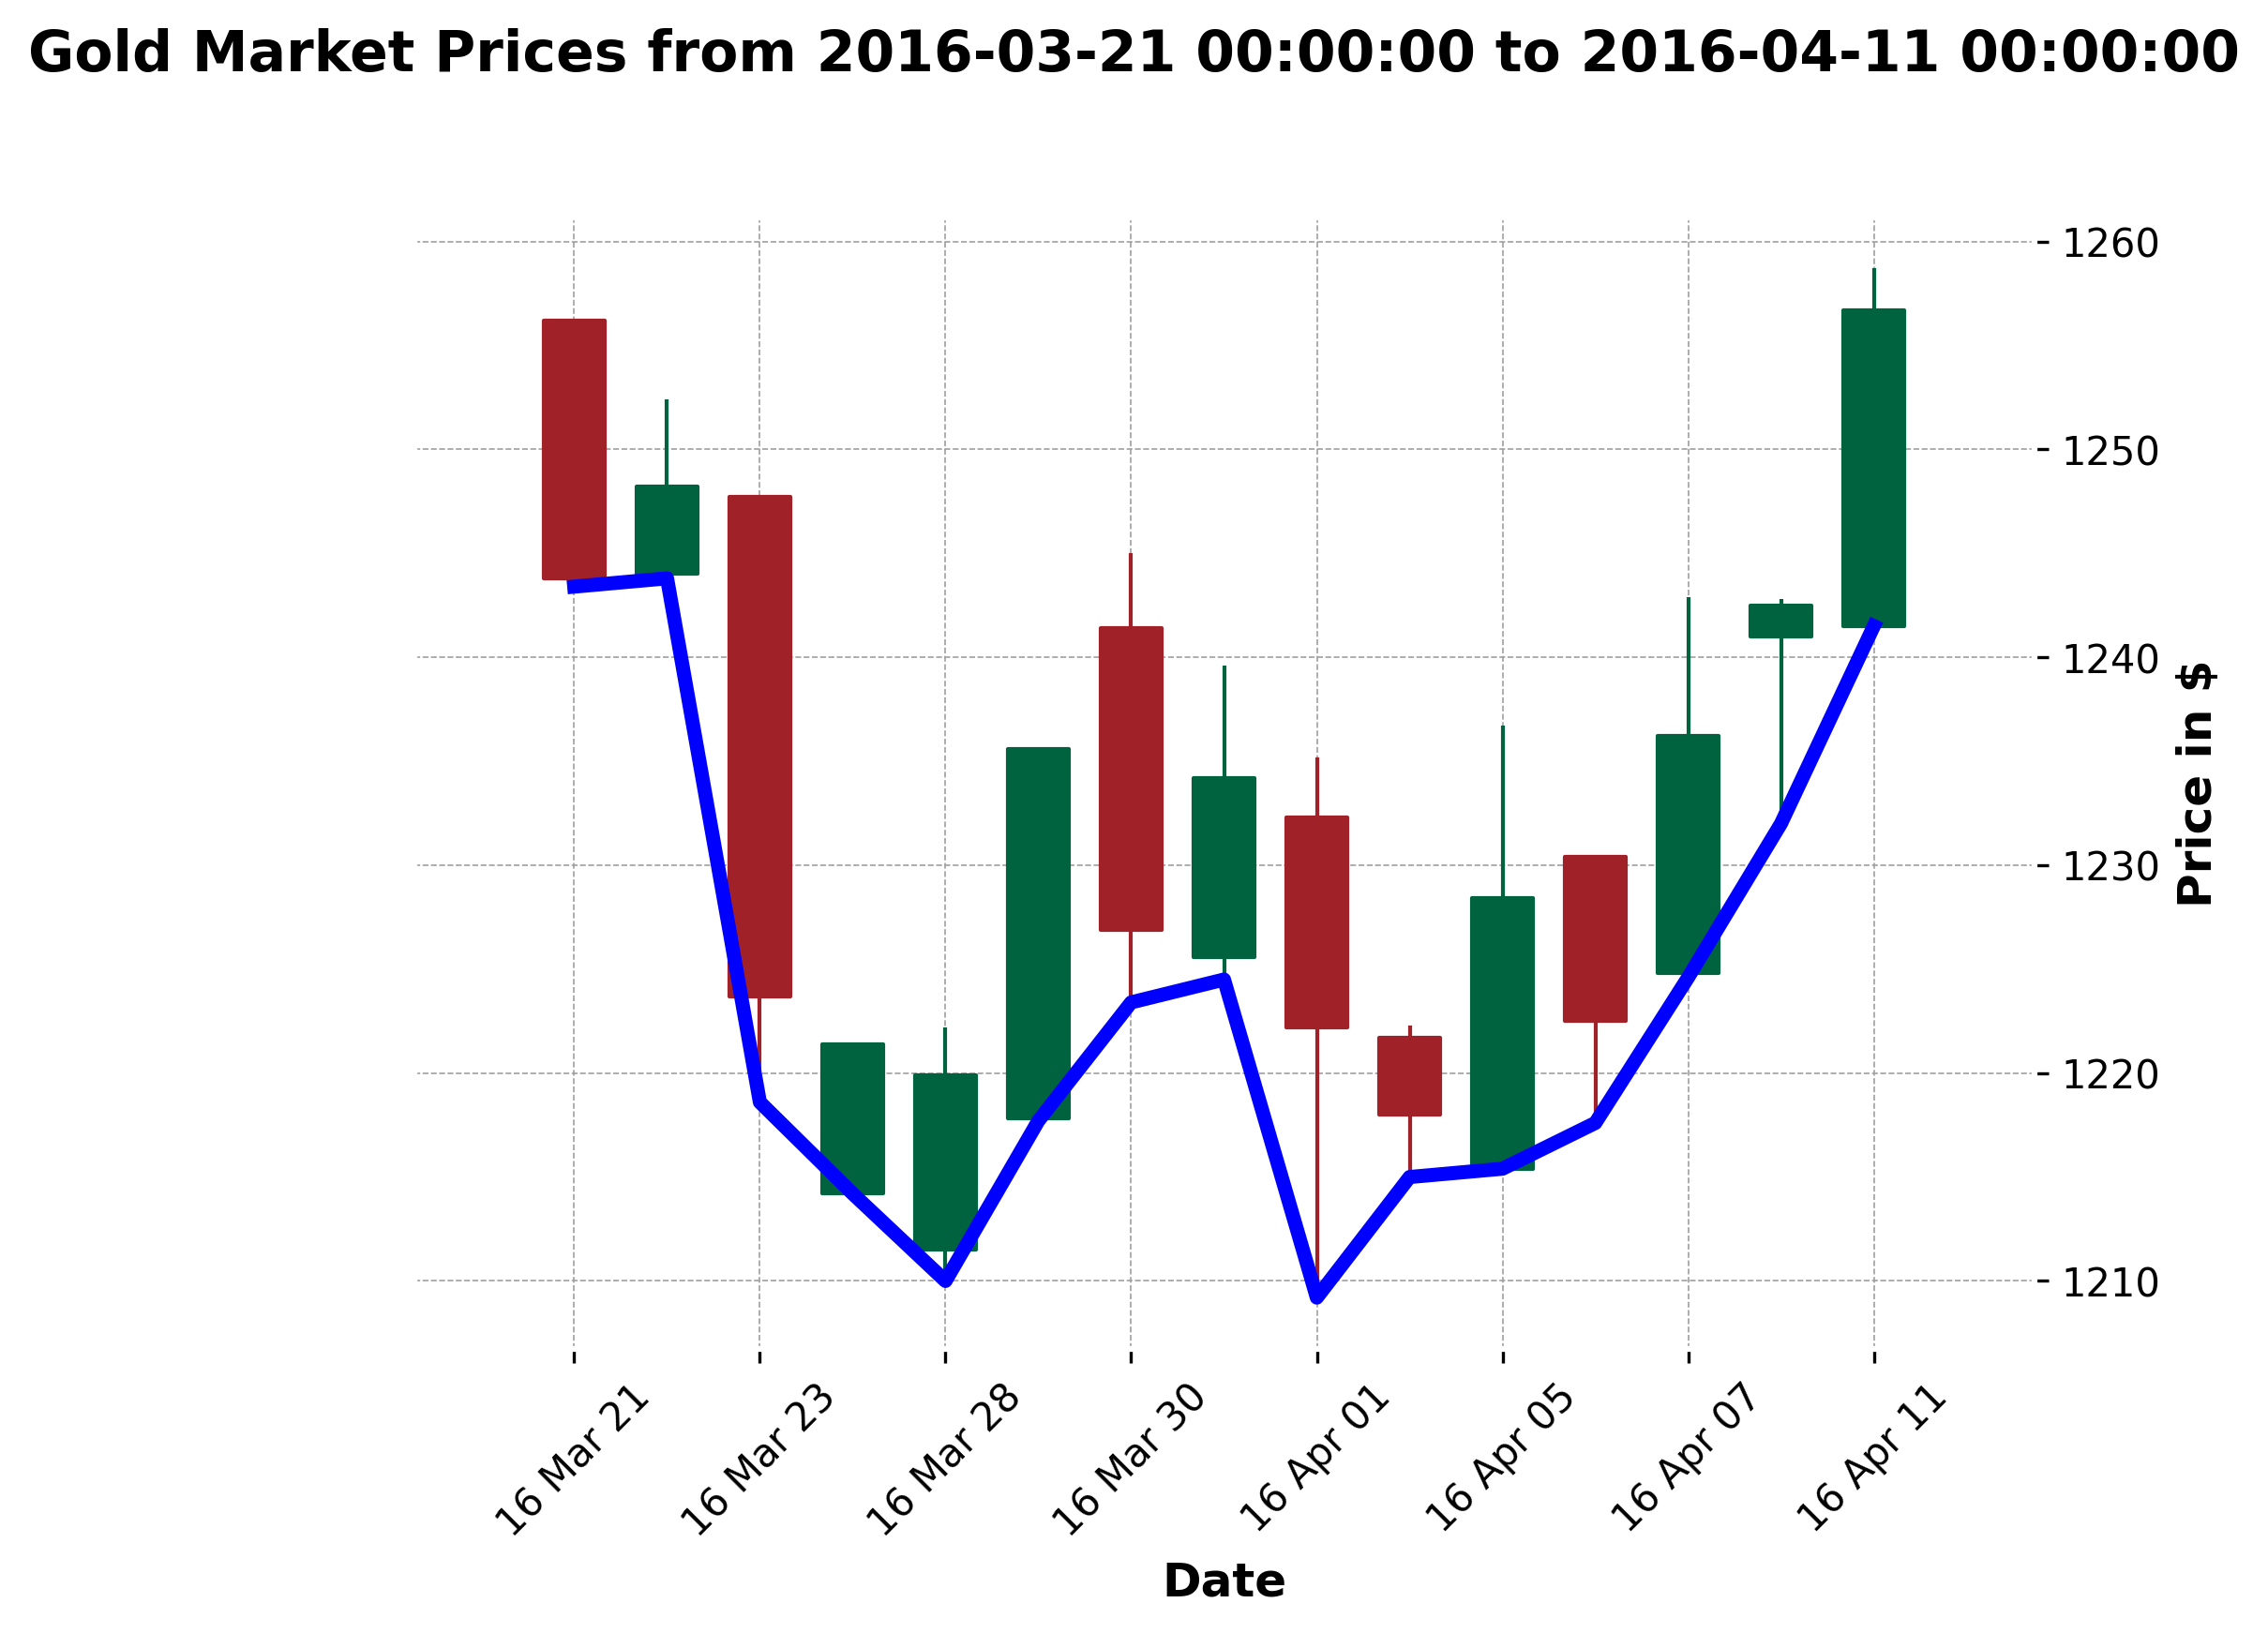 Gold Market Prices from 2016-03-21 00:00:00 to 2016-04-11 00:00:00
1260
1250
1240
1230
1220
1210
Price in $
16 Mar 21
16 Mar 23
16 Mar 28
16 Mar 30
16 Apr 01
16 Apr 05
16 Apr 07
16 Apr 11
Date